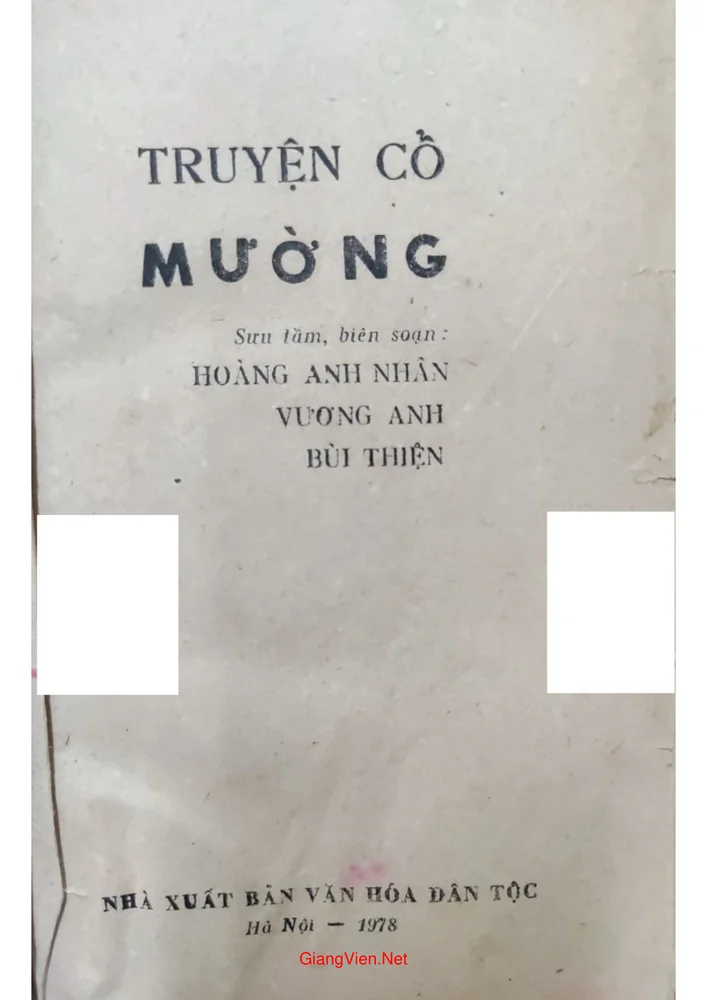 TRUYỆN CỔ
MƯỜNG
Sưu tầm, biên soạn :
HOÀNG ANH NHÂN
VƯƠNG ANH
BÙI THIỆN
NHÀ XUẤT BẢN VĂN HÓA DÂN TỘC
Hà Nội — 1978
GiangVien.Net